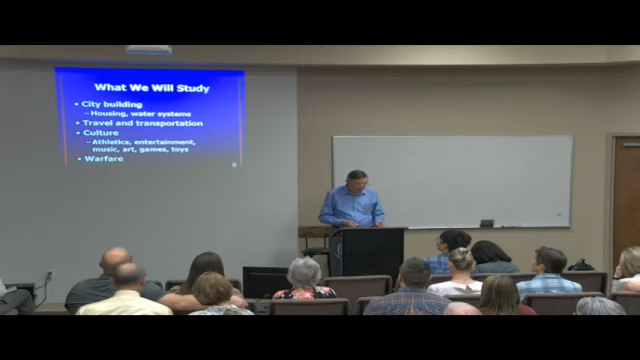 What We Will Study
• City building
– Housing, water systems
• Travel and transportation
• Culture
– Athletics, entertainment,
music, art, games, toys
• Warfare
6